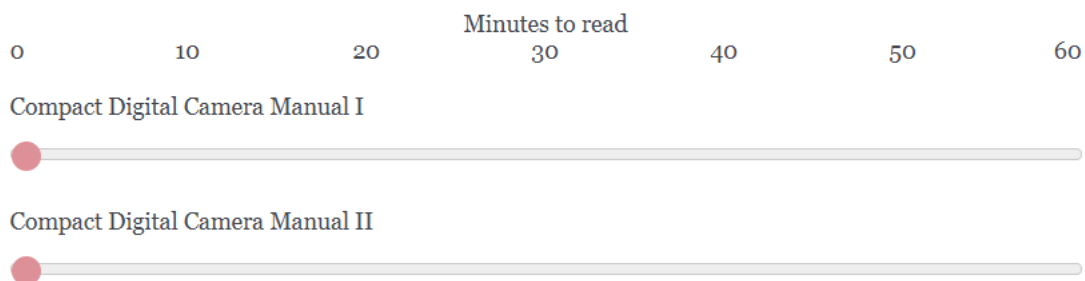 Minutes to read
0 10 20 30 40 50 60
Compact Digital Camera Manual I
Compact Digital Camera Manual II